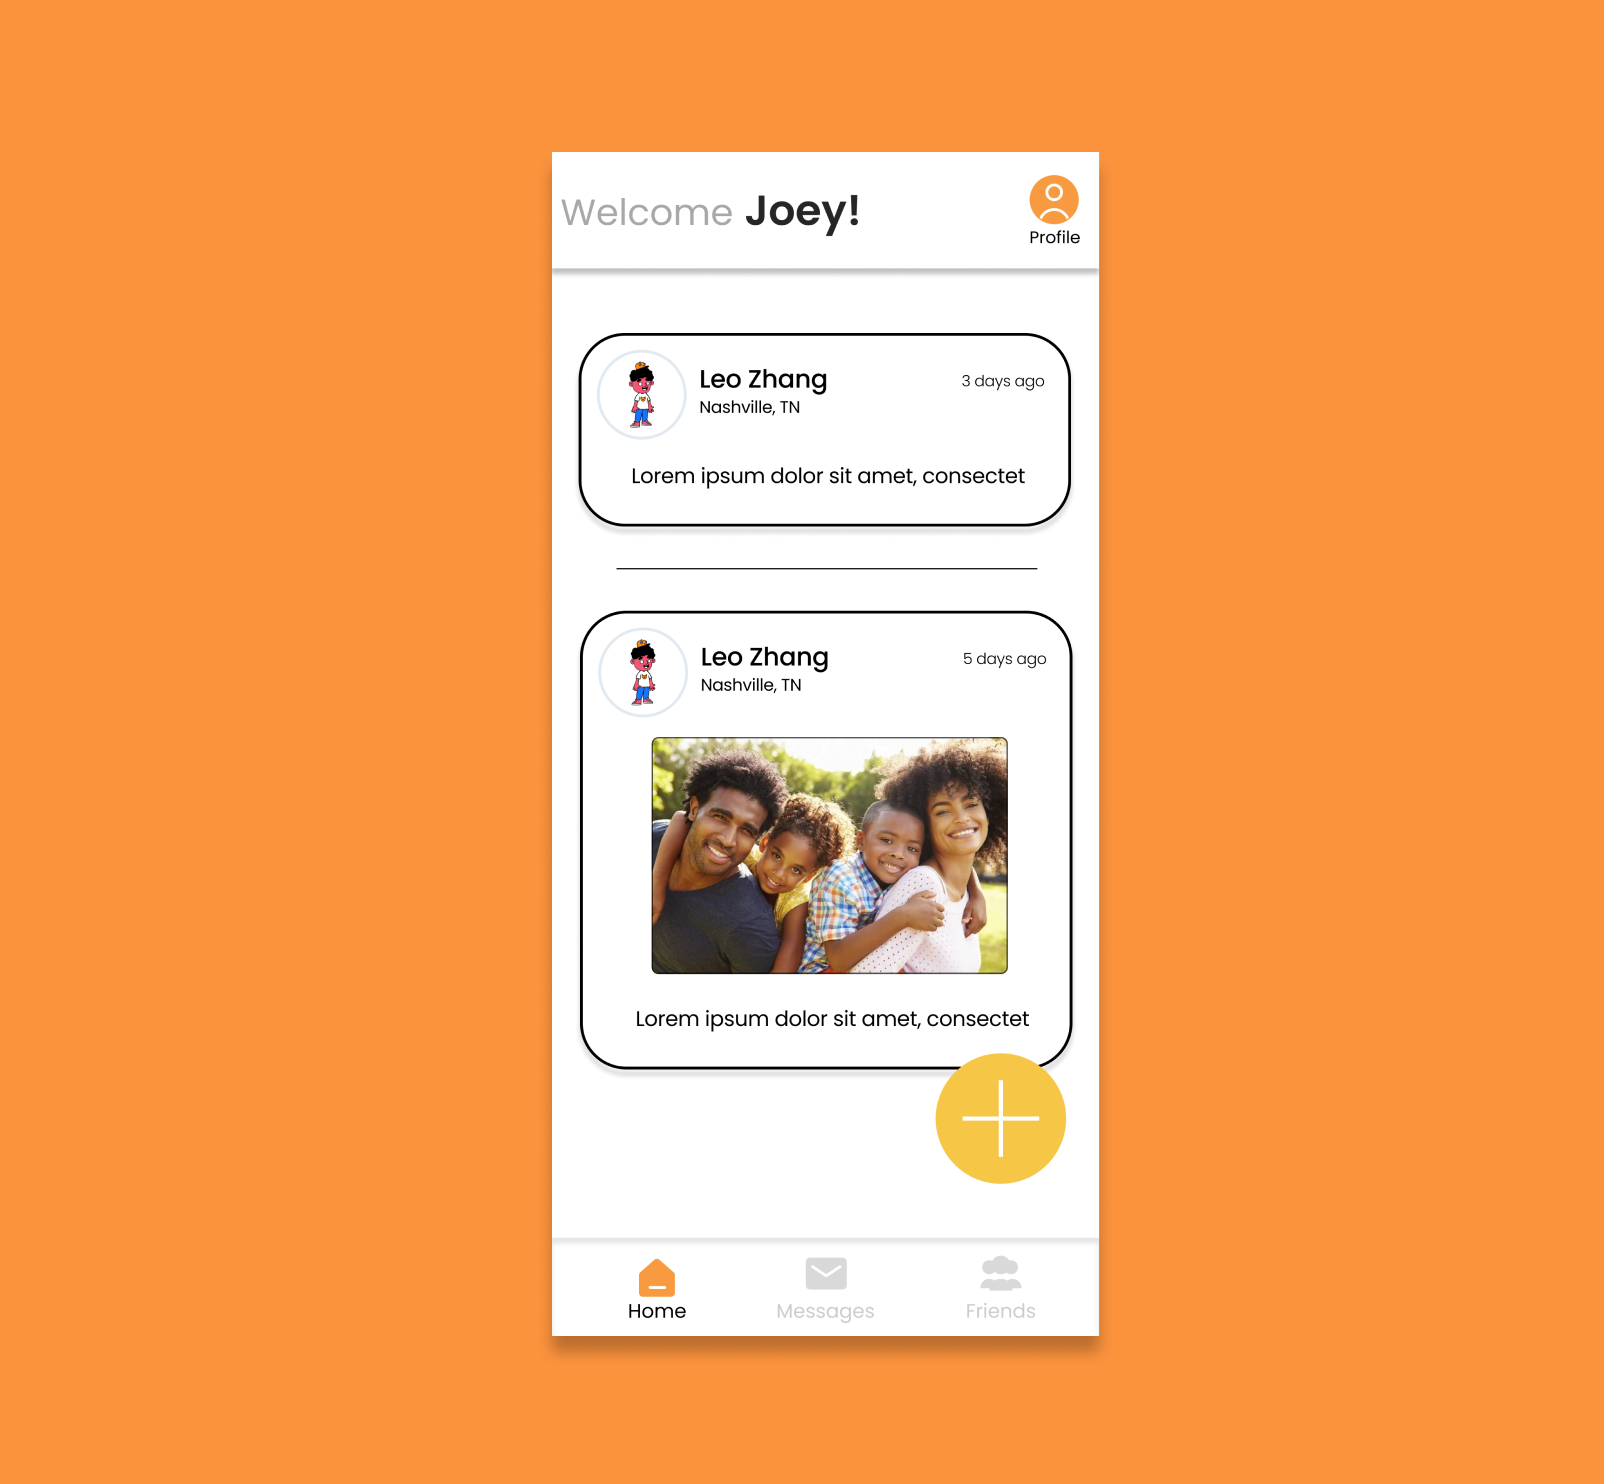 Welcome Joey!
Profile
Leo Zhang
3 days ago
Nashville, TN
Lorem ipsum dolor sit amet, consectet
Leo Zhang
5 days ago
Nashville, TN
Lorem ipsum dolor sit amet, consectet
Home
Messages
Friends